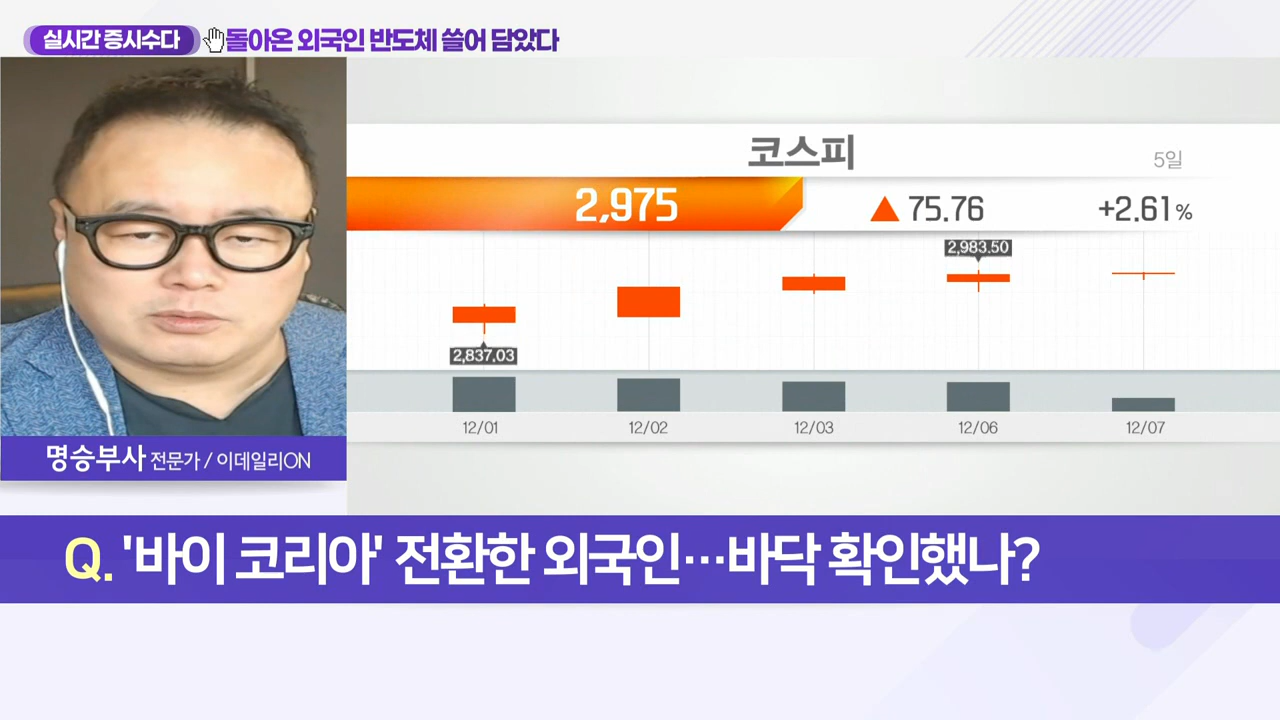 실시간 증시수다 돌아온 외국인 반도체 쓸어 담았다
코스피
5일
2,975 ▲ 75.76 +2.61%
2,983.50
2,837.03
12/01 12/02 12/03 12/06 12/07
명승부사 전문가 / 이데일리ON
Q. '바이 코리아' 전환한 외국인…바닥 확인했나?